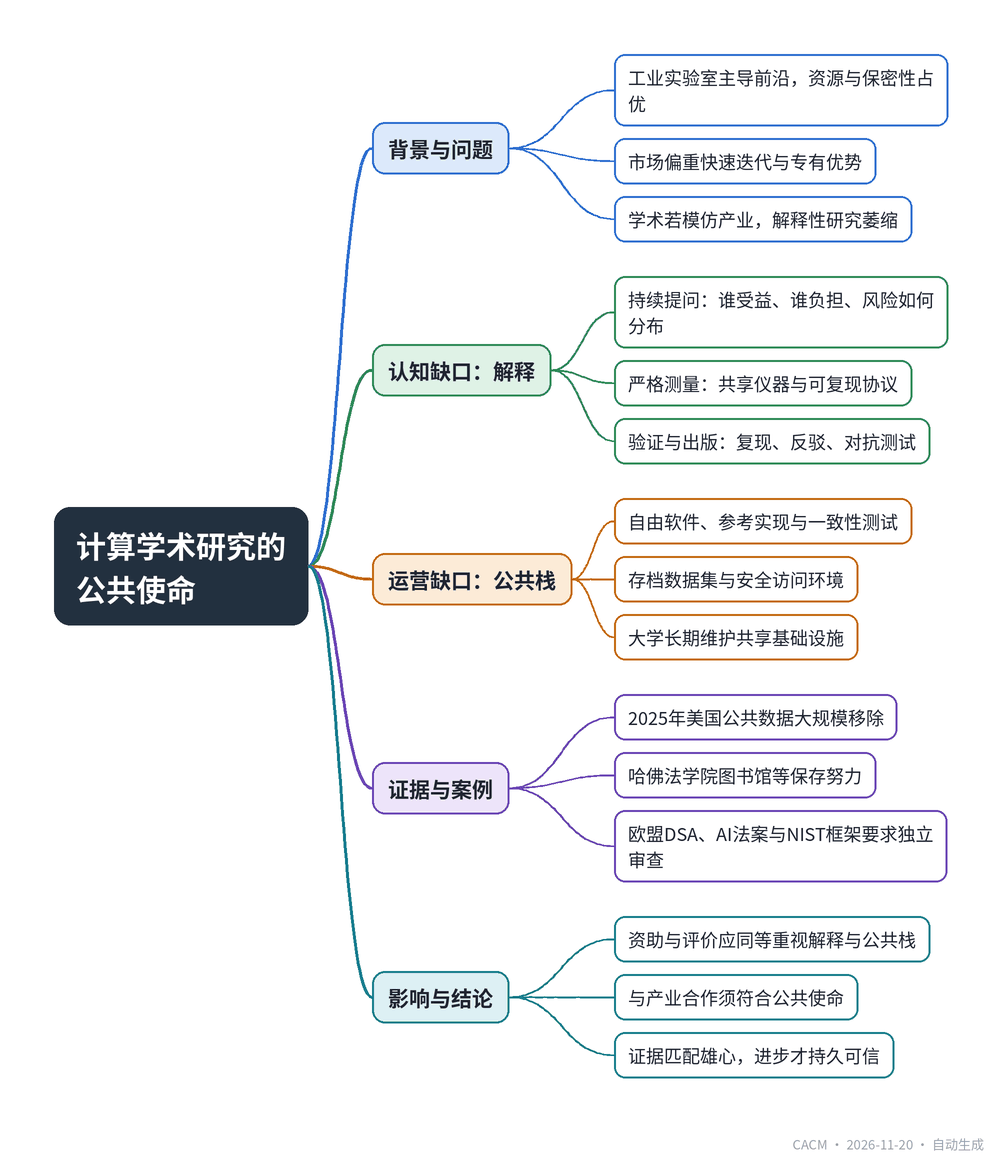 计算学术研究的
公共使命
背景与问题
工业实验室主导前沿，资源与保密性占
优
市场偏重快速迭代与专有优势
学术若模仿产业，解释性研究萎缩
认知缺口：解释
持续提问：谁受益、谁负担、风险如何
分布
严格测量：共享仪器与可复现协议
验证与出版：复现、反驳、对抗测试
运营缺口：公共栈
自由软件、参考实现与一致性测试
存档数据集与安全访问环境
大学长期维护共享基础设施
证据与案例
2025年美国公共数据大规模移除
哈佛法学院图书馆等保存努力
欧盟DSA、AI法案与NIST框架要求独立
审查
影响与结论
资助与评价应同等重视解释与公共栈
与产业合作须符合公共使命
证据匹配雄心，进步才持久可信
CACM • 2026-11-20 • 自动生成